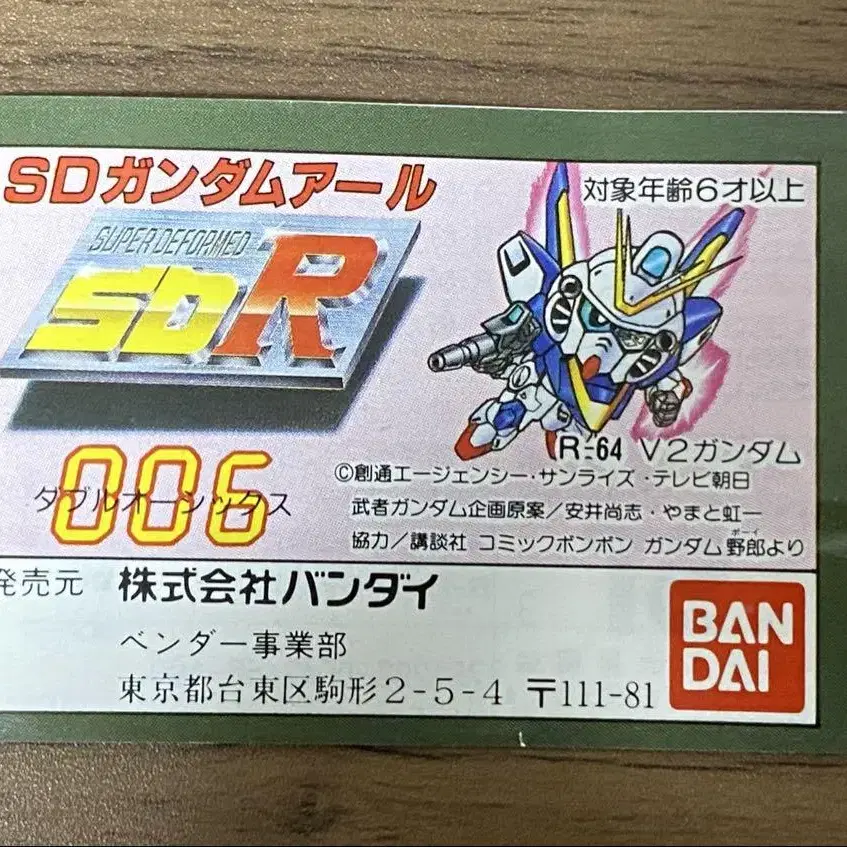 SDガンダムアール
対象年齢6才以上
SUPER DEFORMED
SDR
R-64 V2ガンダム
006
ダブルオーシックス
©創通エージェンシー・サンライズ・テレビ朝日
武者ガンダム企画原案/安井尚志・やまと虹一
協力/講談社 コミックボンボン ガンダム野郎より
ボーイ
発売元 株式会社バンダイ
ベンダー事業部
東京都台東区駒形2-5-4 〒111-81
BAN
DAI